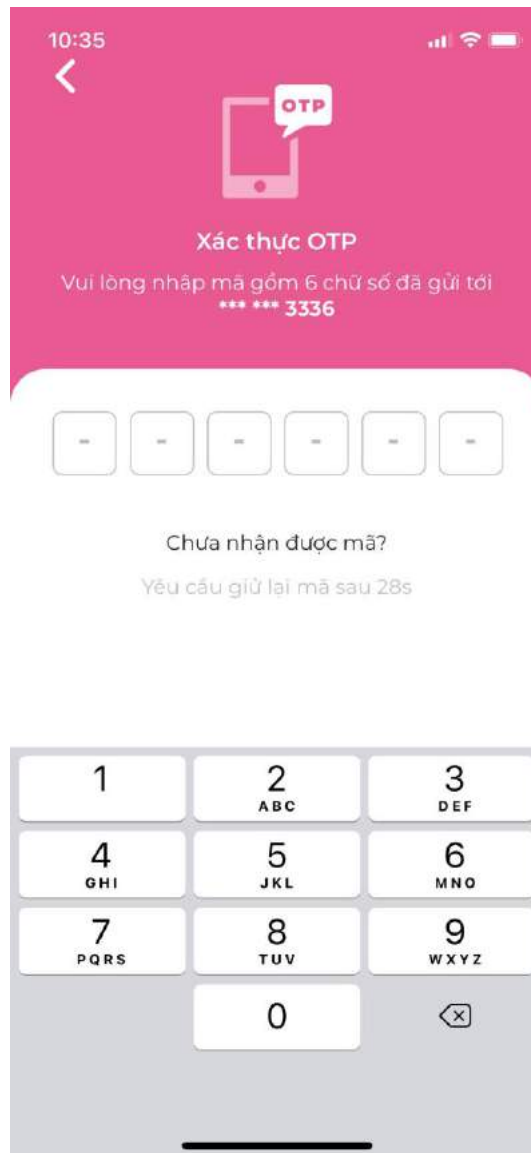 10:35
OTP
Xác thực OTP
Vui lòng nhập mã gồm 6 chữ số đã gửi tới
*** *** 3336
- - - - - -
Chưa nhận được mã?
Yêu cầu giử lại mã sau 28s
1 2 3
ABC DEF
4 5 6
GHI JKL MNO
7 8 9
PQRS TUV WXYZ
0